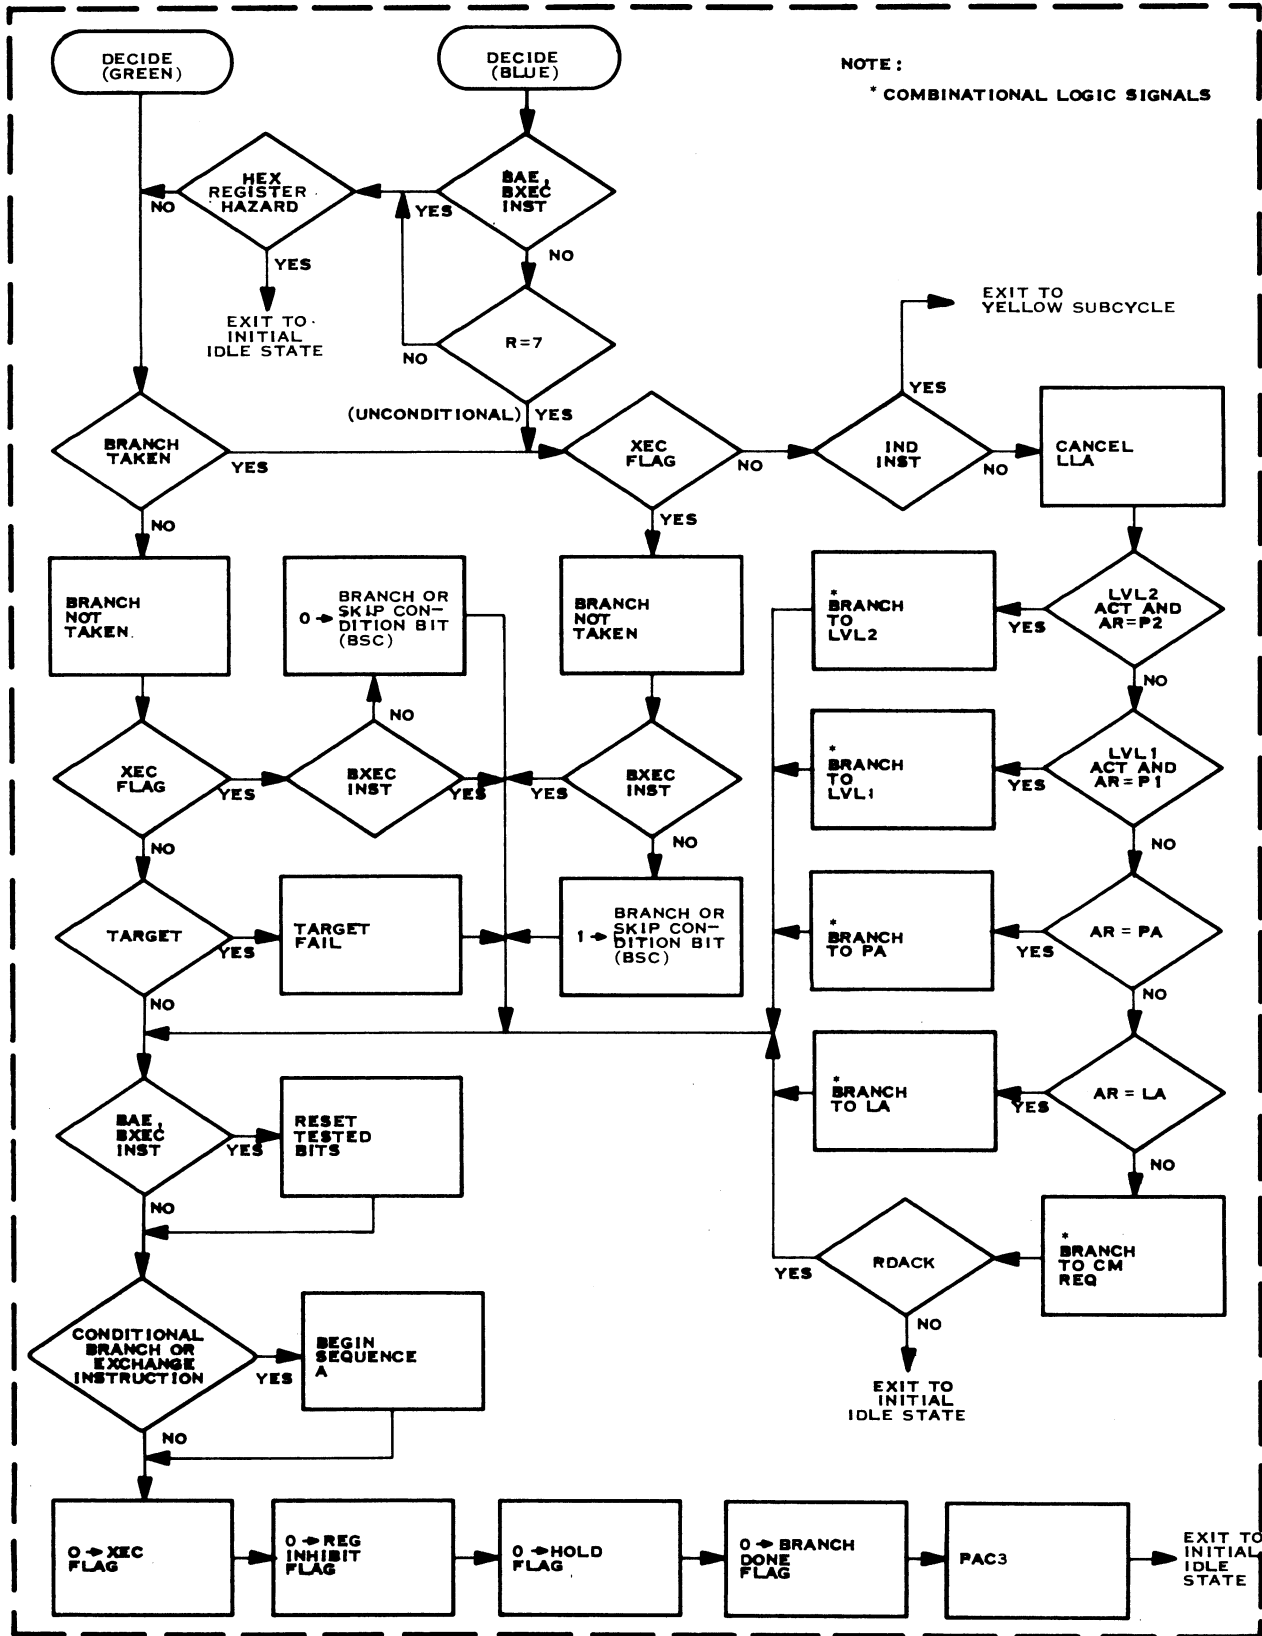 DECIDE
(GREEN)
DECIDE
(BLUE)
NOTE:
* COMBINATIONAL LOGIC SIGNALS
HEX
REGISTER
HAZARD
NO
YES
EXIT TO
INITIAL
IDLE STATE
BAE,
BXEC
INST
YES
NO
R=7
NO
(UNCONDITIONAL) YES
EXIT TO
YELLOW SUBCYCLE
BRANCH
TAKEN
YES
NO
XEC
FLAG
NO
YES
IND
INST
YES
NO
CANCEL
LLA
BRANCH
NOT
TAKEN
0→ BRANCH OR
SKIP CON-
DITION BIT
(BSC)
BRANCH
NOT
TAKEN
*
BRANCH
TO
LVL2
LVL2
ACT AND
AR=P2
YES
NO
XEC
FLAG
YES
NO
BXEC
INST
NO
YES
BXEC
INST
YES
NO
*
BRANCH
TO
LVL1
LVL1
ACT AND
AR=P1
YES
NO
TARGET
YES
NO
TARGET
FAIL
1→ BRANCH OR
SKIP CON-
DITION BIT
(BSC)
*
BRANCH
TO PA
AR = PA
YES
NO
BAE,
BXEC
INST
YES
NO
RESET
TESTED
BITS
*
BRANCH
TO LA
AR = LA
YES
NO
RDACK
YES
NO
EXIT TO
INITIAL
IDLE STATE
*
BRANCH
TO CM
REQ
CONDITIONAL
BRANCH OR
EXCHANGE
INSTRUCTION
YES
NO
BEGIN
SEQUENCE
A
0→XEC
FLAG
0→REG
INHIBIT
FLAG
0→HOLD
FLAG
0→BRANCH
DONE
FLAG
PAC3
EXIT TO
INITIAL
IDLE
STATE